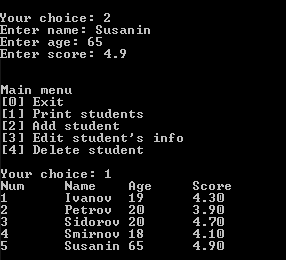 Your choice: 2
Enter name: Susanin
Enter age: 65
Enter score: 4.9
Main menu
[0] Exit
[1] Print students
[2] Add student
[3] Edit student's info
[4] Delete student
Your choice: 1
Num Name Age Score
1 Ivanov 19 4.30
2 Petrov 20 3.90
3 Sidorov 20 4.70
4 Smirnov 18 4.10
5 Susanin 65 4.90